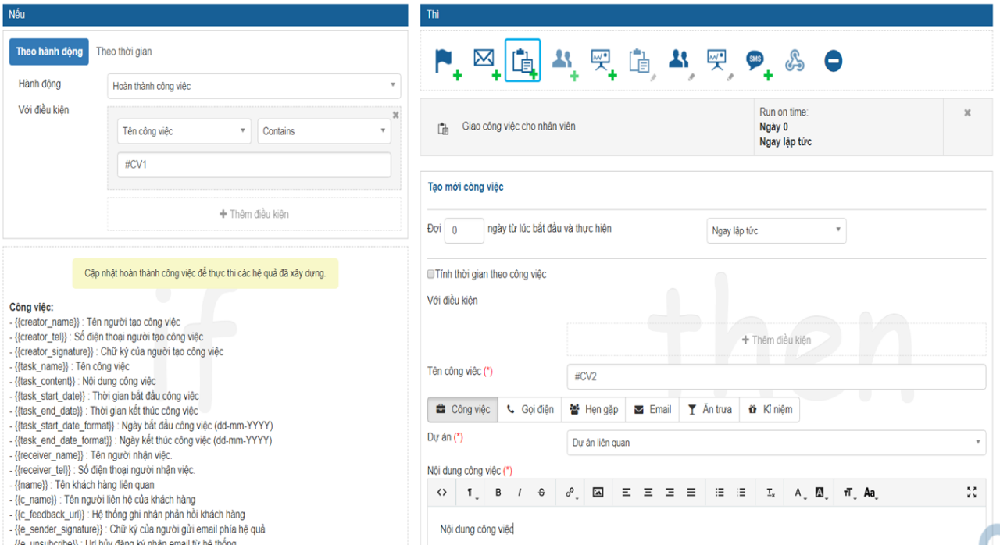 Nếu
Theo hành động Theo thời gian
Hành động
Hoàn thành công việc
Với điều kiện
Tên công việc
Contains
#CV1
+ Thêm điều kiện
Cập nhật hoàn thành công việc để thực thi các hệ quả đã xây dựng.
if
Công việc:
- {{creator_name}} : Tên người tạo công việc
- {{creator_tel}} : Số điện thoại người tạo công việc
- {{creator_signature}} : Chữ ký của người tạo công việc
- {{task_name}} : Tên công việc
- {{task_content}} : Nội dung công việc
- {{task_start_date}} : Thời gian bắt đầu công việc
- {{task_end_date}} : Thời gian kết thúc công việc
- {{task_start_date_format}} : Ngày bắt đầu công việc (dd-mm-YYYY)
- {{task_end_date_format}} : Ngày kết thúc công việc (dd-mm-YYYY)
- {{receiver_name}} : Tên người nhận việc.
- {{receiver_tel}} : Số điện thoại người nhận việc.
- {{name}} : Tên khách hàng liên quan
- {{c_name}} : Tên người liên hệ của khách hàng
- {{c_feedback_url}} : Hệ thống ghi nhận phản hồi khách hàng
- {{e_sender_signature}} : Chữ ký của người gửi email phía hệ quả
- {{e_unsubcribe}} : Url hủy đăng ký nhận email từ hệ thống
Thì
SMS
Giao công việc cho nhân viên
Run on time:
Ngày 0
Ngay lập tức
Tạo mới công việc
Đợi 0 ngày từ lúc bắt đầu và thực hiện
Ngay lập tức
Tính thời gian theo công việc
Với điều kiện
then
+ Thêm điều kiện
Tên công việc (*)
#CV2
Công việc Gọi điện Hẹn gặp Email Ăn trưa Kỉ niệm
Dự án (*)
Dự án liên quan
Nội dung công việc (*)
Nội dung công việc